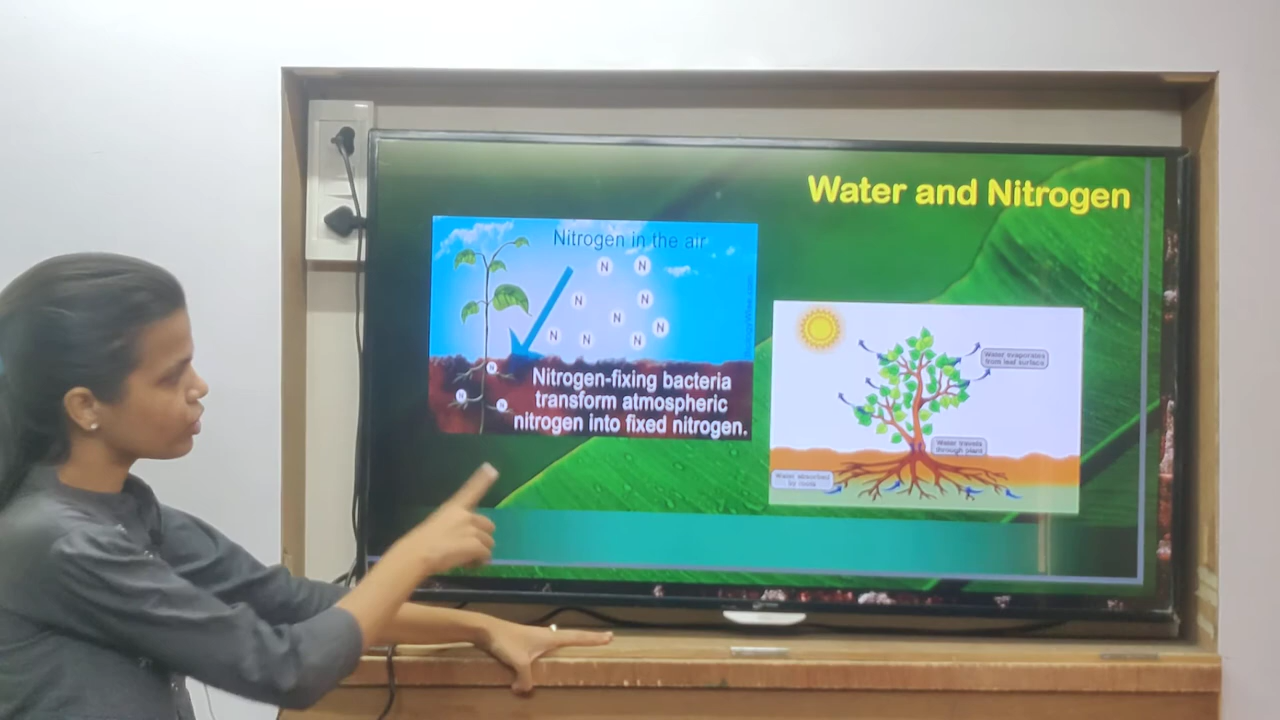 Water and Nitrogen
Nitrogen in the air
N N
N N
N
N N N N
N
N N
Nitrogen-fixing bacteria
transform atmospheric
nitrogen into fixed nitrogen.
Water evaporates
from leaf surface
Water travels
through plant
Water absorbed
by roots